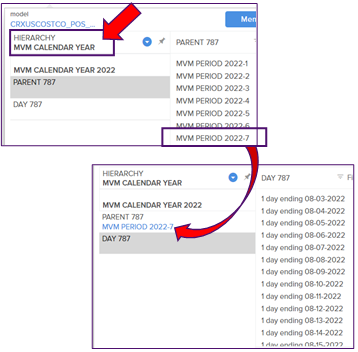 model
CRXUSCOSTCO_POS_...
HIERARCHY
MVM CALENDAR YEAR
MVM CALENDAR YEAR 2022
PARENT 787
DAY 787
PARENT 787
MVM PERIOD 2022-1
MVM PERIOD 2022-2
MVM PERIOD 2022-3
MVM PERIOD 2022-4
MVM PERIOD 2022-5
MVM PERIOD 2022-6
MVM PERIOD 2022-7
HIERARCHY
MVM CALENDAR YEAR
MVM CALENDAR YEAR 2022
PARENT 787
MVM PERIOD 2022-7
DAY 787
DAY 787
Fi
1 day ending 08-03-2022
1 day ending 08-04-2022
1 day ending 08-05-2022
1 day ending 08-06-2022
1 day ending 08-07-2022
1 day ending 08-08-2022
1 day ending 08-09-2022
1 day ending 08-10-2022
1 day ending 08-11-2022
1 day ending 08-12-2022
1 day ending 08-13-2022
1 day ending 08-14-2022
1 day ending 08-15-2022